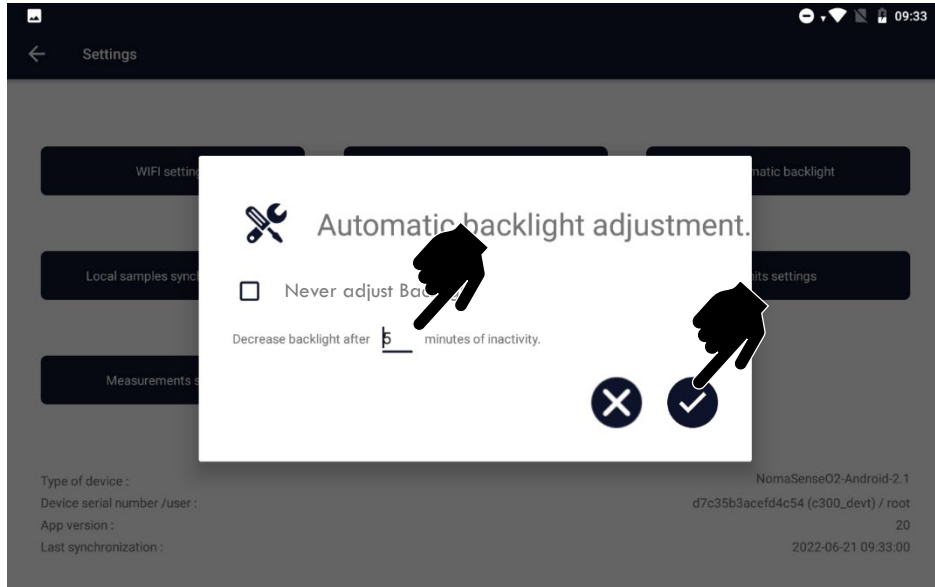 09:33
Settings
WIFI setting
matic backlight
Automatic backlight adjustment.
Local samples syncl
its settings
Never adjust Bac
Decrease backlight after 5 minutes of inactivity.
Measurements s
Type of device : NomaSenseO2-Android-2.1
Device serial number /user : d7c35b3acefd4c54 (c300_devt) / root
App version : 20
Last synchronization : 2022-06-21 09:33:00